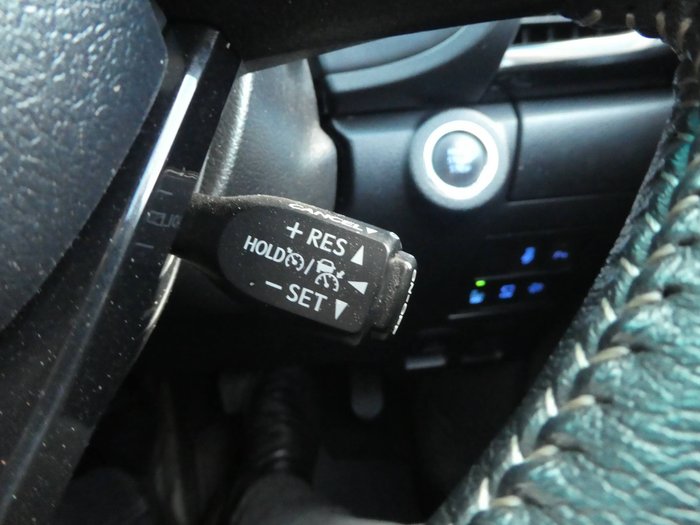 CANCEL▼
+ RES ▲
HOLD / ◀
− SET ▼